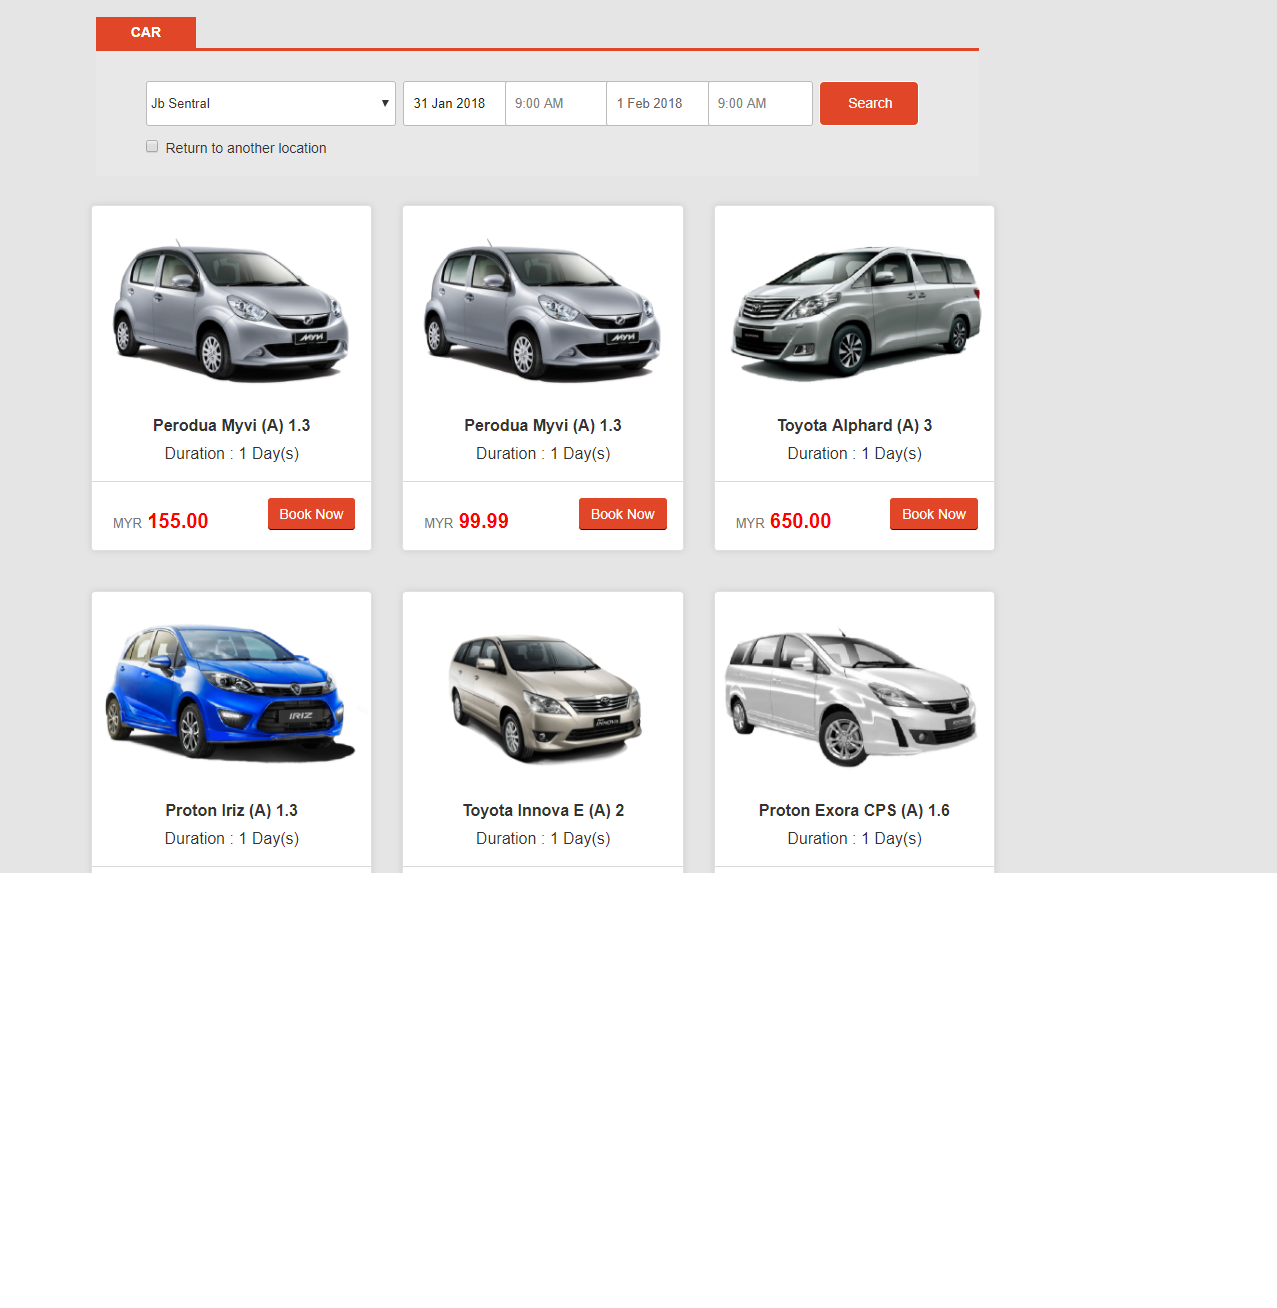 CAR
Jb Sentral 31 Jan 2018 9:00 AM 1 Feb 2018 9:00 AM Search
Return to another location
MYVI
MYVI
Perodua Myvi (A) 1.3
Duration : 1 Day(s)
MYR 155.00 Book Now
Perodua Myvi (A) 1.3
Duration : 1 Day(s)
MYR 99.99 Book Now
Toyota Alphard (A) 3
Duration : 1 Day(s)
MYR 650.00 Book Now
IRIZ
Proton Iriz (A) 1.3
Duration : 1 Day(s)
INNOVA
Toyota Innova E (A) 2
Duration : 1 Day(s)
Proton Exora CPS (A) 1.6
Duration : 1 Day(s)